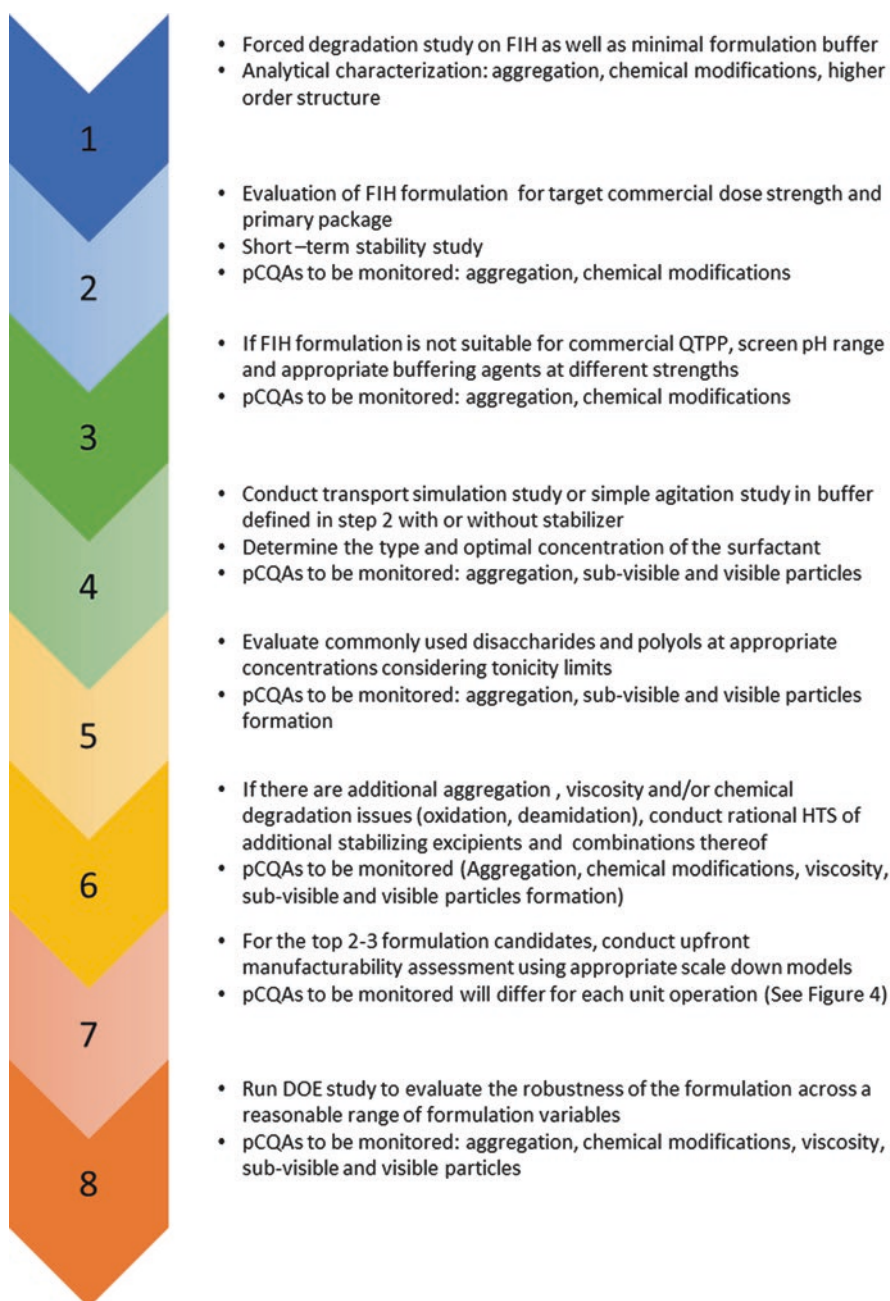 1
• Forced degradation study on FIH as well as minimal formulation buffer
• Analytical characterization: aggregation, chemical modifications, higher
order structure
2
• Evaluation of FIH formulation for target commercial dose strength and
primary package
• Short –term stability study
• pCQAs to be monitored: aggregation, chemical modifications
3
• If FIH formulation is not suitable for commercial QTPP, screen pH range
and appropriate buffering agents at different strengths
• pCQAs to be monitored: aggregation, chemical modifications
4
• Conduct transport simulation study or simple agitation study in buffer
defined in step 2 with or without stabilizer
• Determine the type and optimal concentration of the surfactant
• pCQAs to be monitored: aggregation, sub-visible and visible particles
5
• Evaluate commonly used disaccharides and polyols at appropriate
concentrations considering tonicity limits
• pCQAs to be monitored: aggregation, sub-visible and visible particles
formation
6
• If there are additional aggregation , viscosity and/or chemical
degradation issues (oxidation, deamidation), conduct rational HTS of
additional stabilizing excipients and combinations thereof
• pCQAs to be monitored (Aggregation, chemical modifications, viscosity,
sub-visible and visible particles formation)
7
• For the top 2-3 formulation candidates, conduct upfront
manufacturability assessment using appropriate scale down models
• pCQAs to be monitored will differ for each unit operation (See Figure 4)
8
• Run DOE study to evaluate the robustness of the formulation across a
reasonable range of formulation variables
• pCQAs to be monitored: aggregation, chemical modifications, viscosity,
sub-visible and visible particles